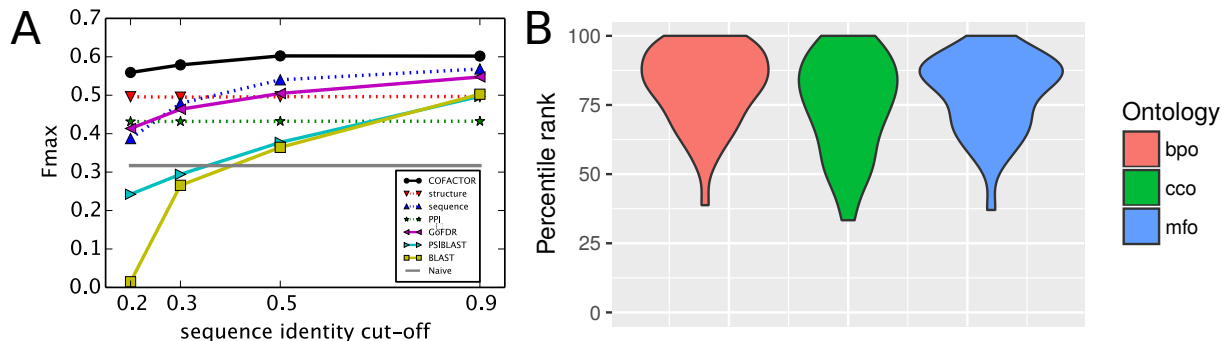 A
0.7
0.6
0.5
0.4
0.3
0.2
0.1
0.0
Fmax
0.2 0.3 0.5 0.9
sequence identity cut-off
COFACTOR
structure
sequence
PPI
GoFDR
PSIBLAST
BLAST
Naive
B
100
75
50
25
0
Percentile rank
Ontology
bpo
cco
mfo